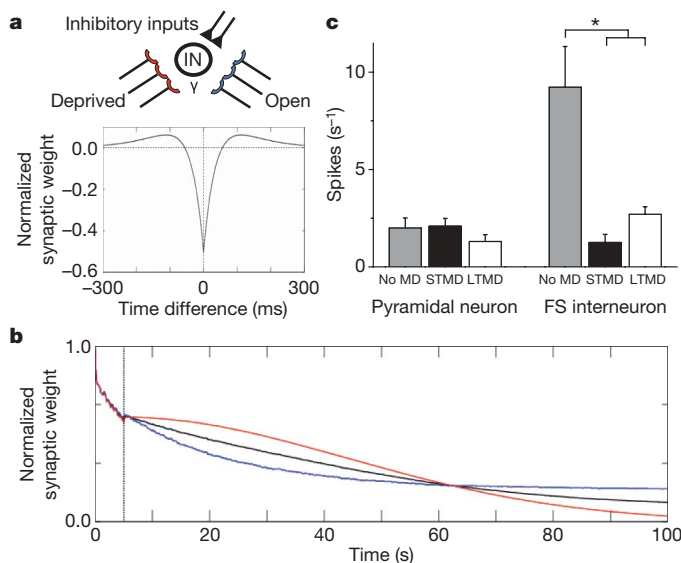 a
Inhibitory inputs
IN
γ
Deprived
Open
Normalized
synaptic weight
0.0
−0.2
−0.4
−0.6
−300
0
300
Time difference (ms)
c
*
Spikes (s−1)
10
5
0
No MD STMD LTMD No MD STMD LTMD
Pyramidal neuron FS interneuron
b
Normalized
synaptic weight
1.0
0.0
0 20 40 60 80 100
Time (s)